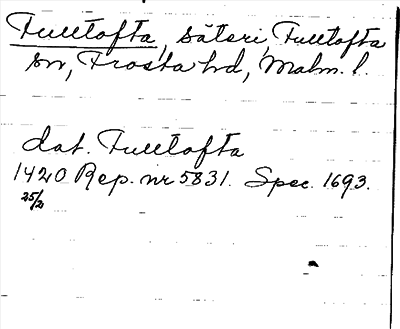 Fulltofta, säteri, Fulltofta
sn, Frosta hd, Malm. l.
dat. Fulltofta
1420 Rep. nr 5831. Spec. 1693.
25/2